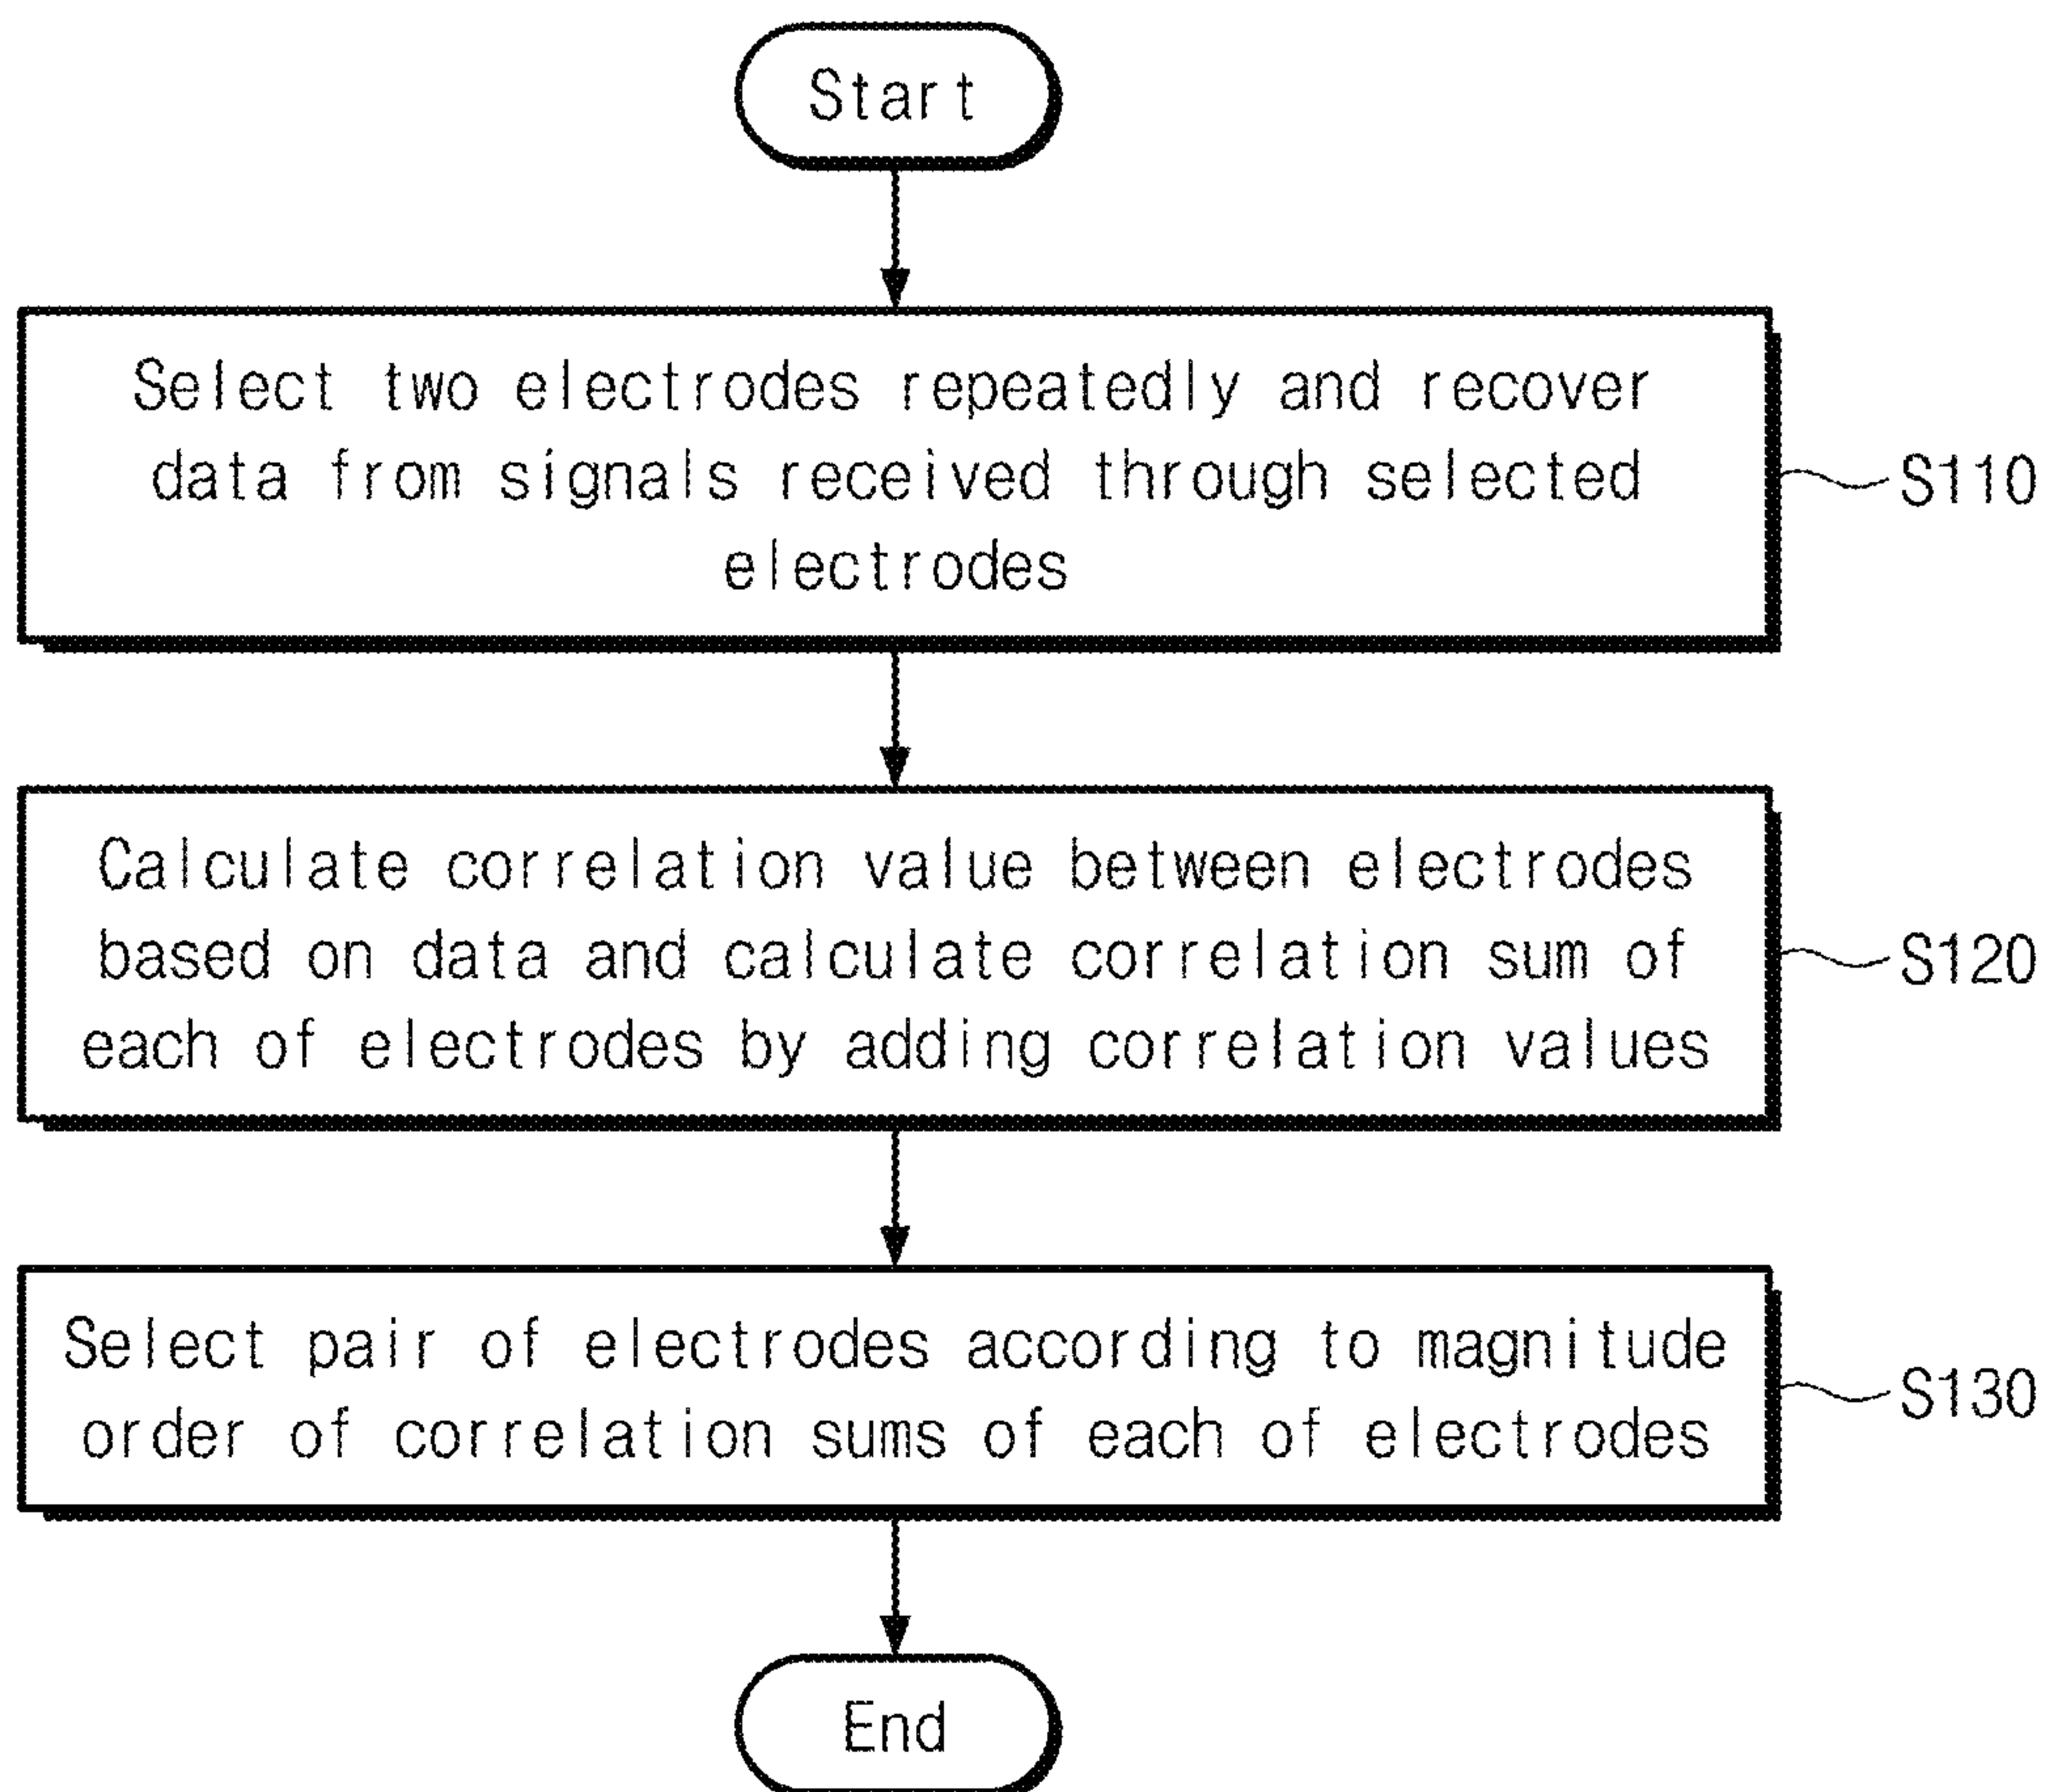 Start
Select two electrodes repeatedly and recover
data from signals received through selected
electrodes
S110
Calculate correlation value between electrodes
based on data and calculate correlation sum of
each of electrodes by adding correlation values
S120
Select pair of electrodes according to magnitude
order of correlation sums of each of electrodes
S130
End